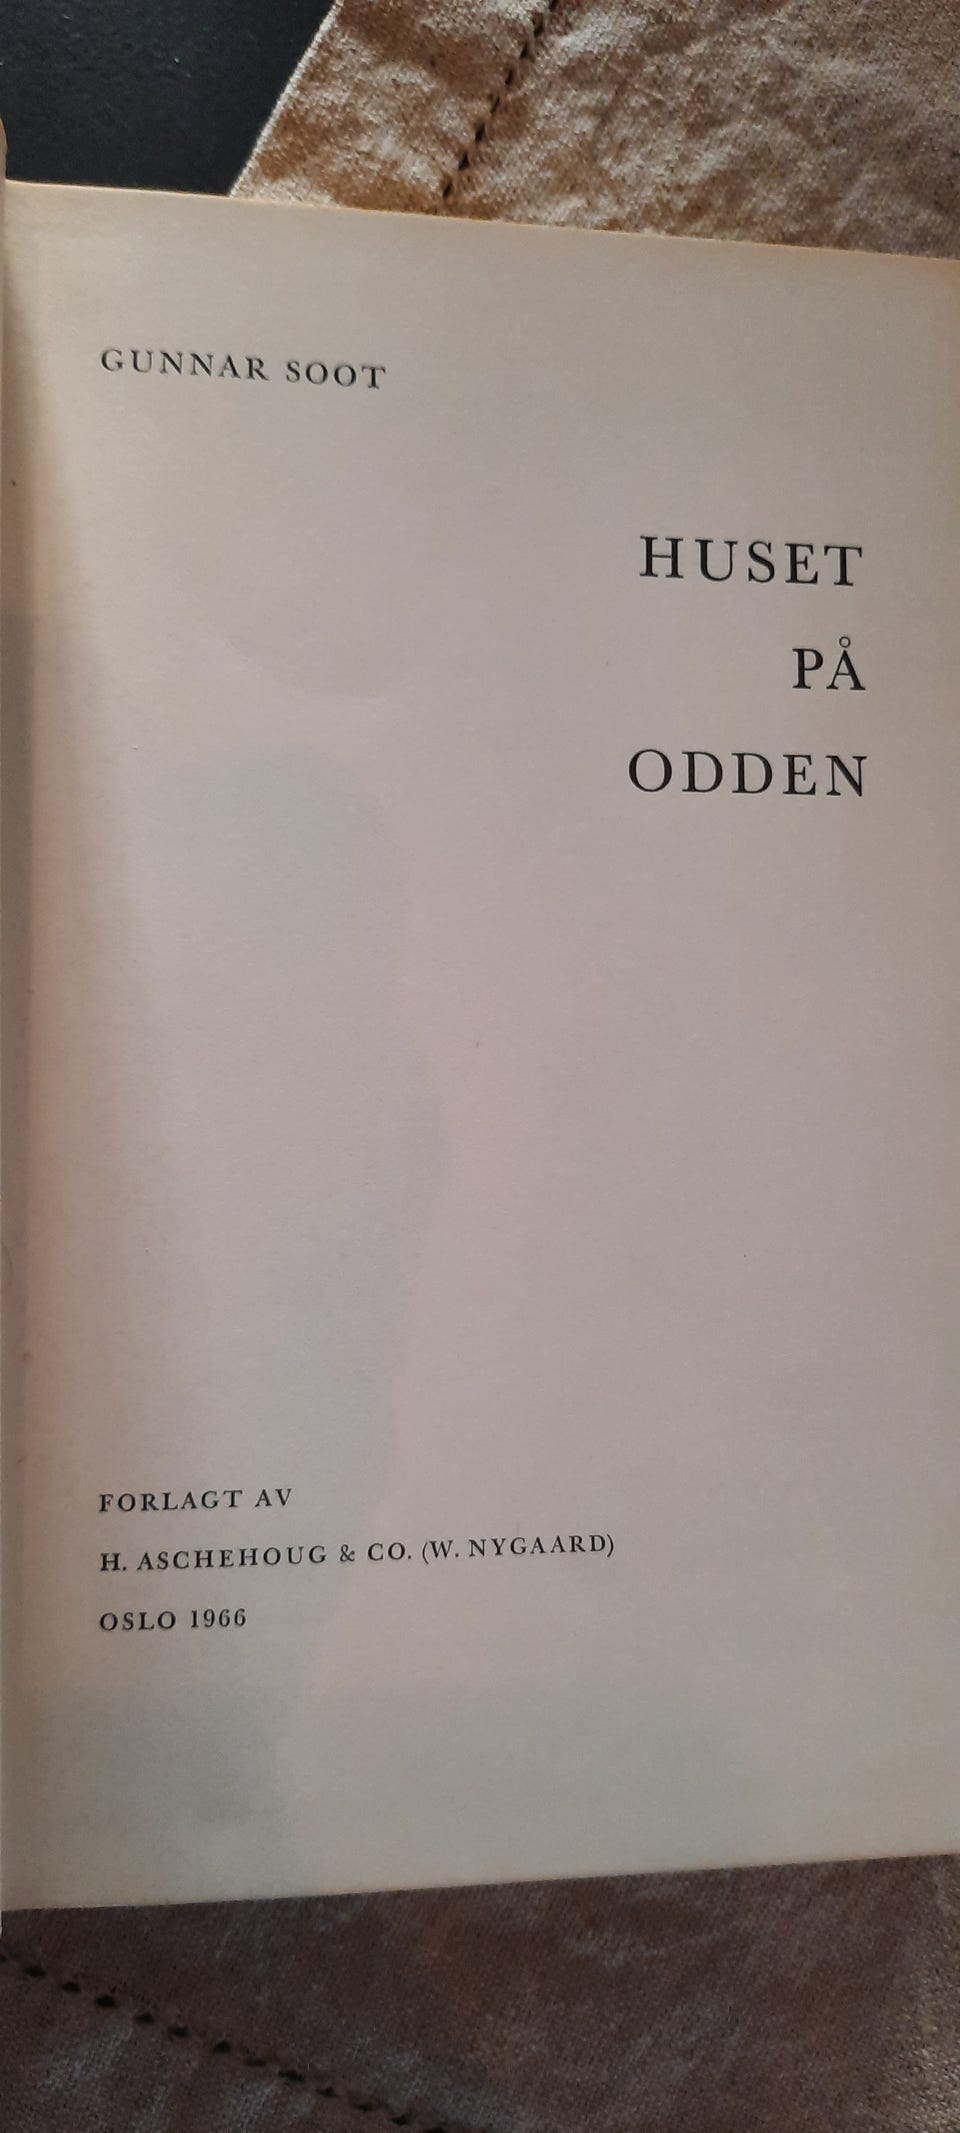 GUNNAR SOOT
HUSET
PÅ
ODDEN
FORLAGT AV
H. ASCHEHOUG & CO. (W. NYGAARD)
OSLO 1966